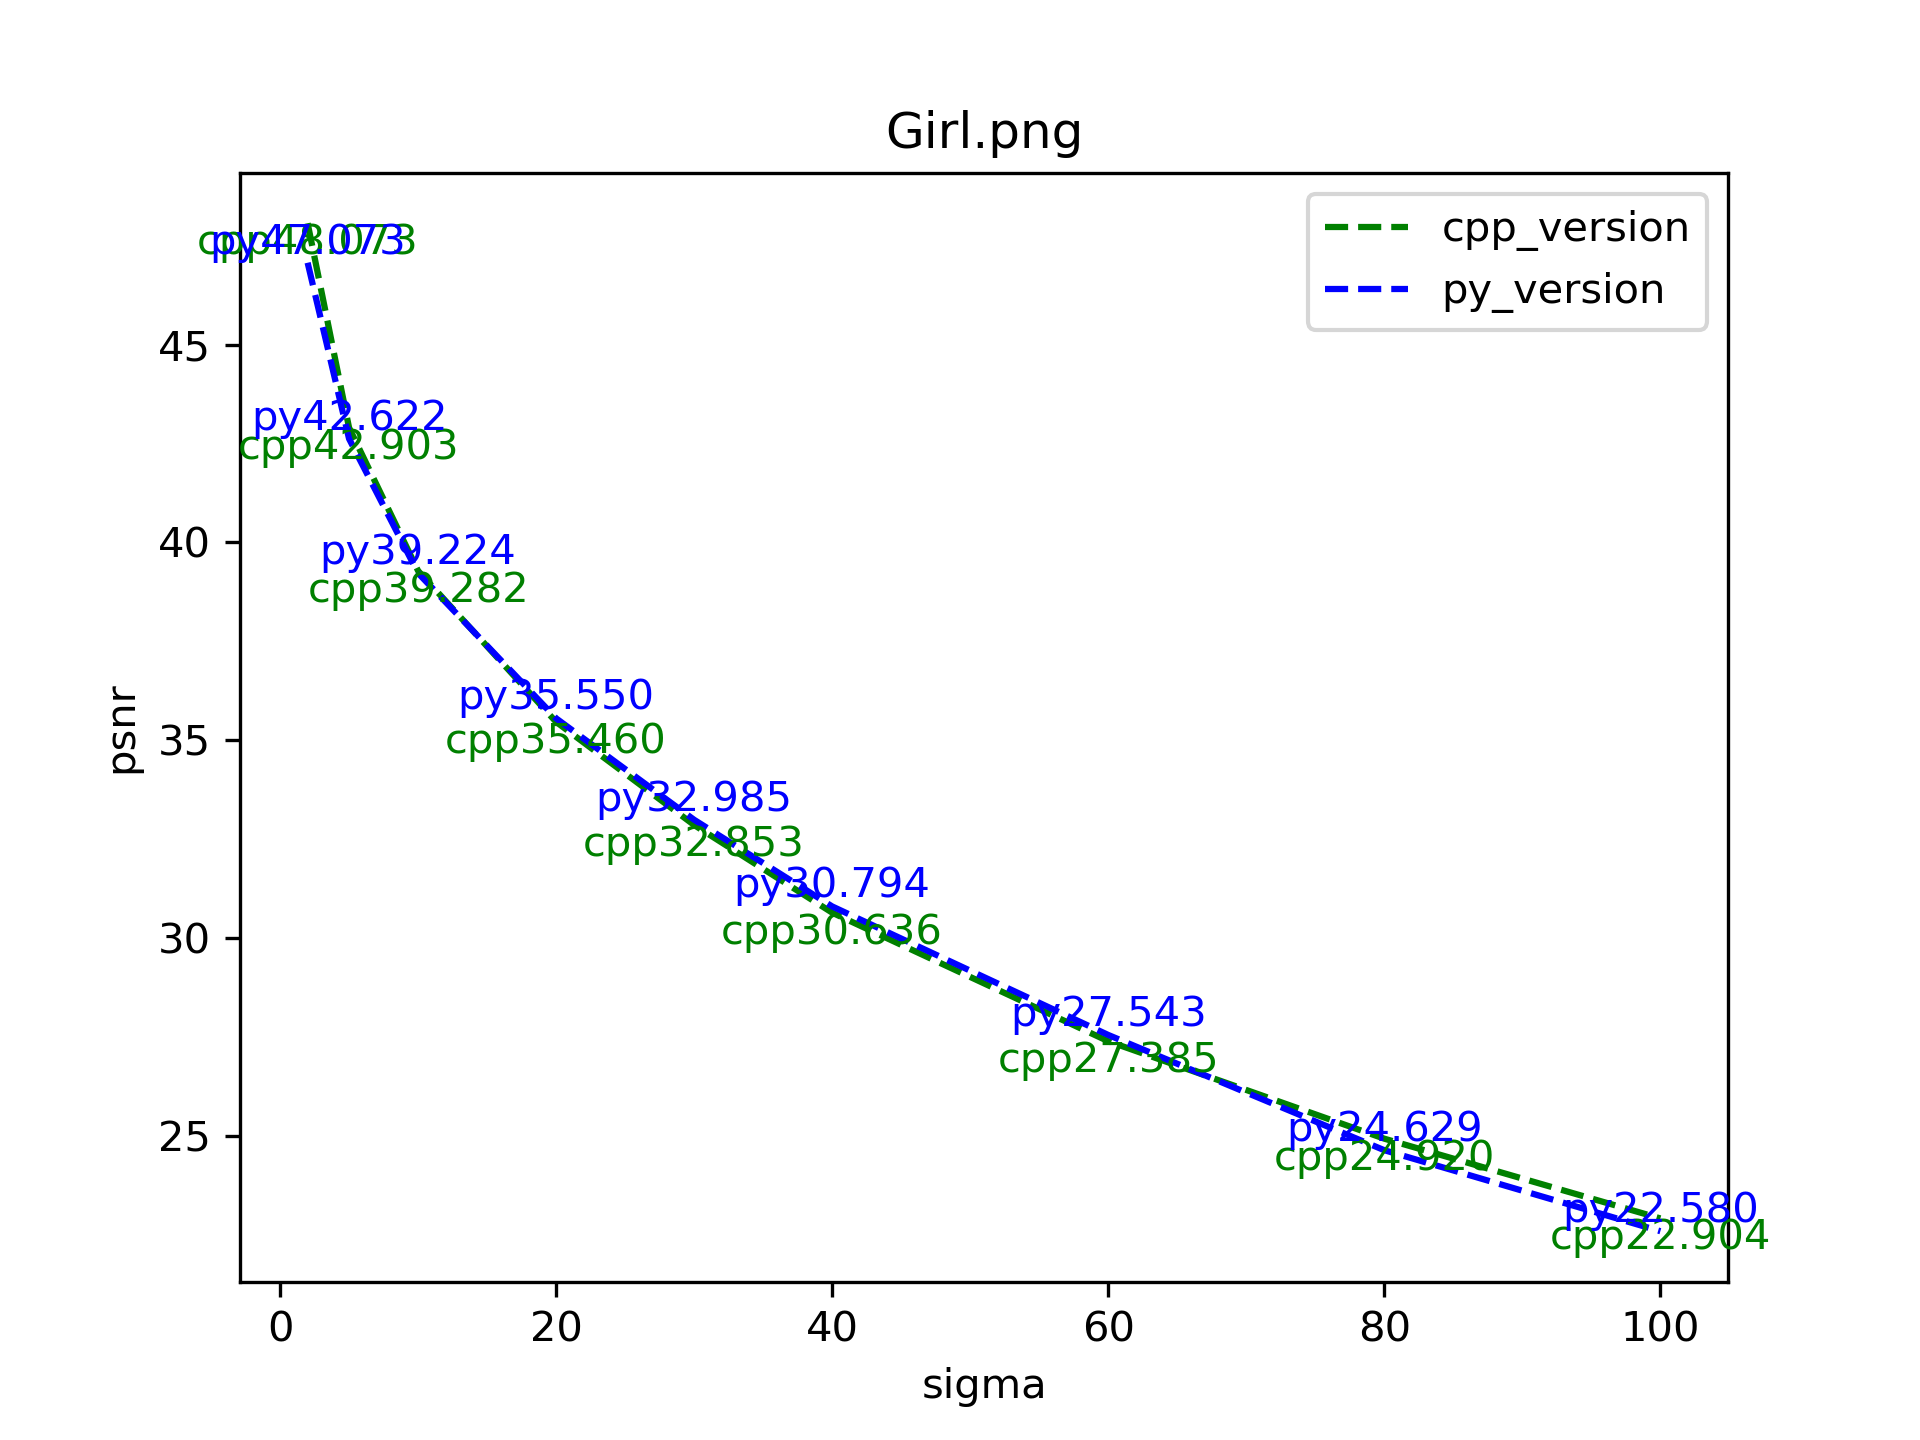 Girl.png
cpp_version
py_version
py47.073
45
py42.622
cpp42.903
40
py39.224
cpp39.282
py35.550
35
cpp35.460
psnr
py32.985
cpp32.853
py30.794
30
cpp30.636
py27.543
cpp27.385
25
py24.629
cpp24.920
py22.580
cpp22.904
0 20 40 60 80 100
sigma